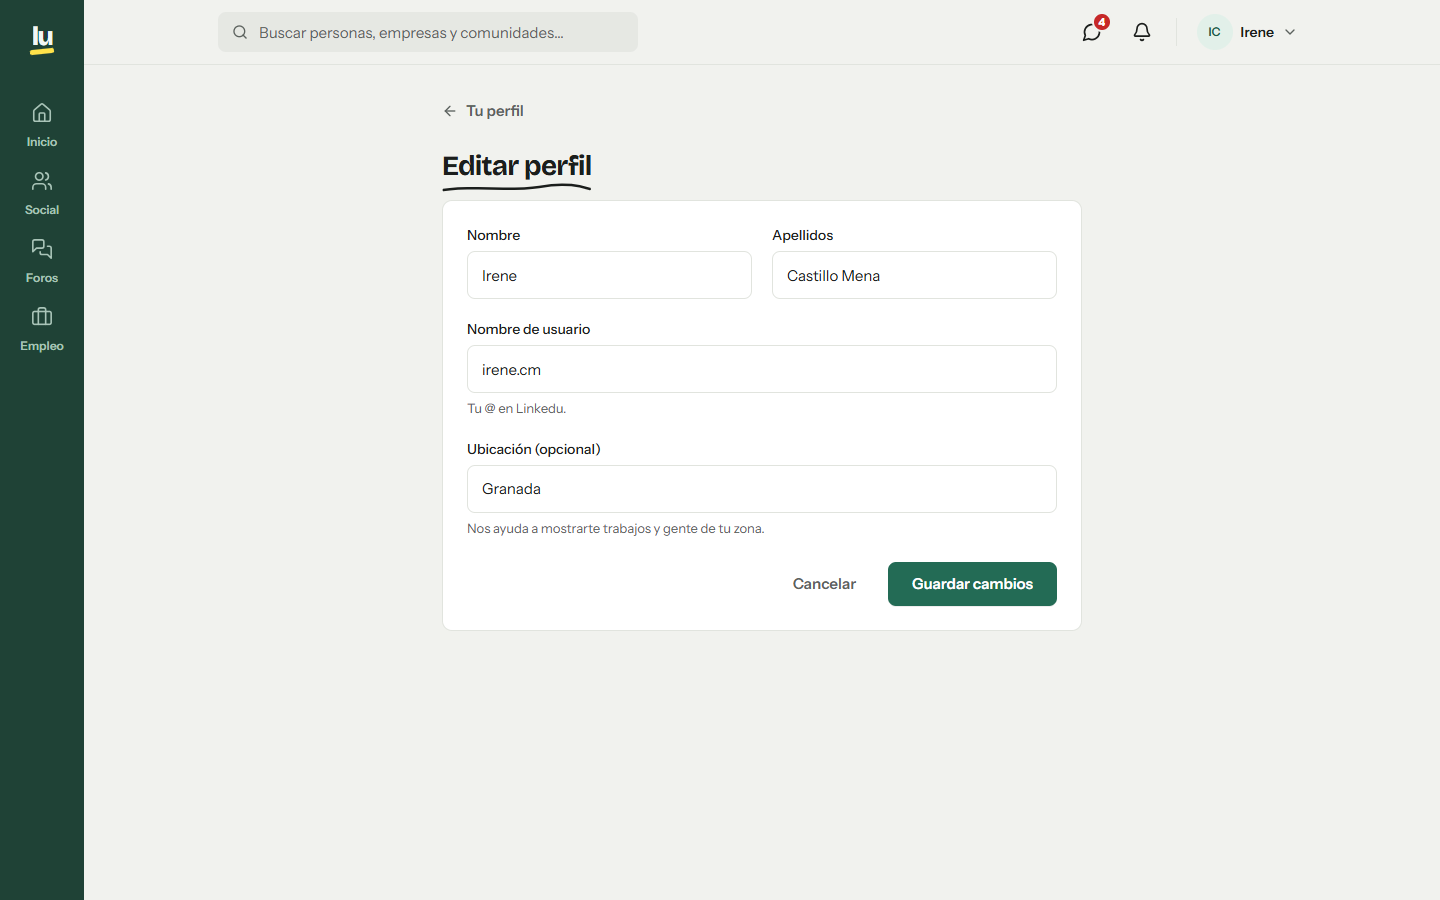 lu
Buscar personas, empresas y comunidades...
4
IC
Irene
Inicio
Social
Foros
Empleo
Tu perfil
Editar perfil
Nombre
Apellidos
Irene
Castillo Mena
Nombre de usuario
irene.cm
Tu @ en Linkedu.
Ubicación (opcional)
Granada
Nos ayuda a mostrarte trabajos y gente de tu zona.
Cancelar
Guardar cambios